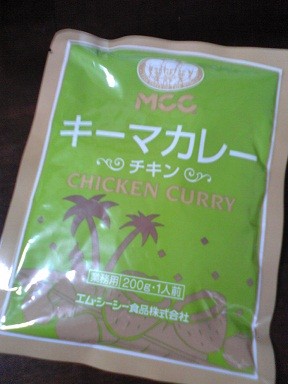 MCC
キーマカレー
チキン
CHICKEN CURRY
業務用 200g・1人前
エム・シーシー食品株式会社